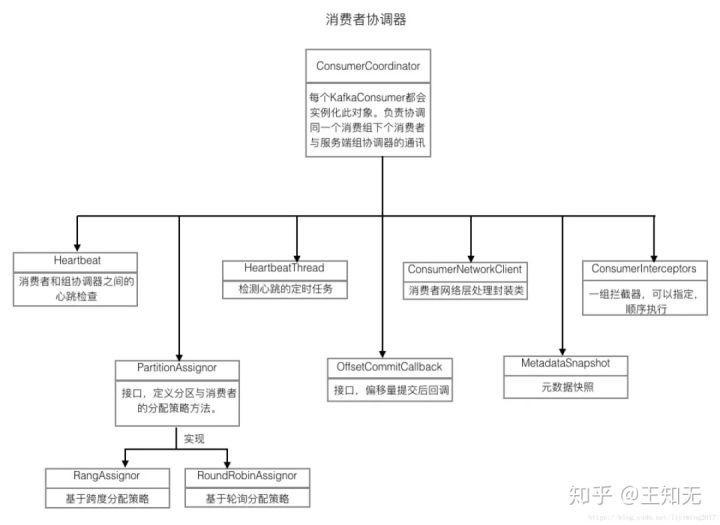 消费者协调器
ConsumerCoordinator
每个KafkaConsumer都会
实例化此对象。负责协调
同一个消费组下个消费者
与服务端组协调器的通讯
Heartbeat
消费者和组协调器之间的
心跳检查
HeartbeatThread
检测心跳的定时任务
ConsumerNetworkClient
消费者网络层处理封装类
ConsumerInterceptors
一组拦截器，可以指定，
顺序执行
PartitionAssignor
接口，定义分区与消费者
的分配策略方法。
OffsetCommitCallback
接口，偏移量提交后回调
MetadataSnapshot
元数据快照
实现
RangAssignor
基于跨度分配策略
RoundRobinAssignor
基于轮询分配策略
知乎 @王知无